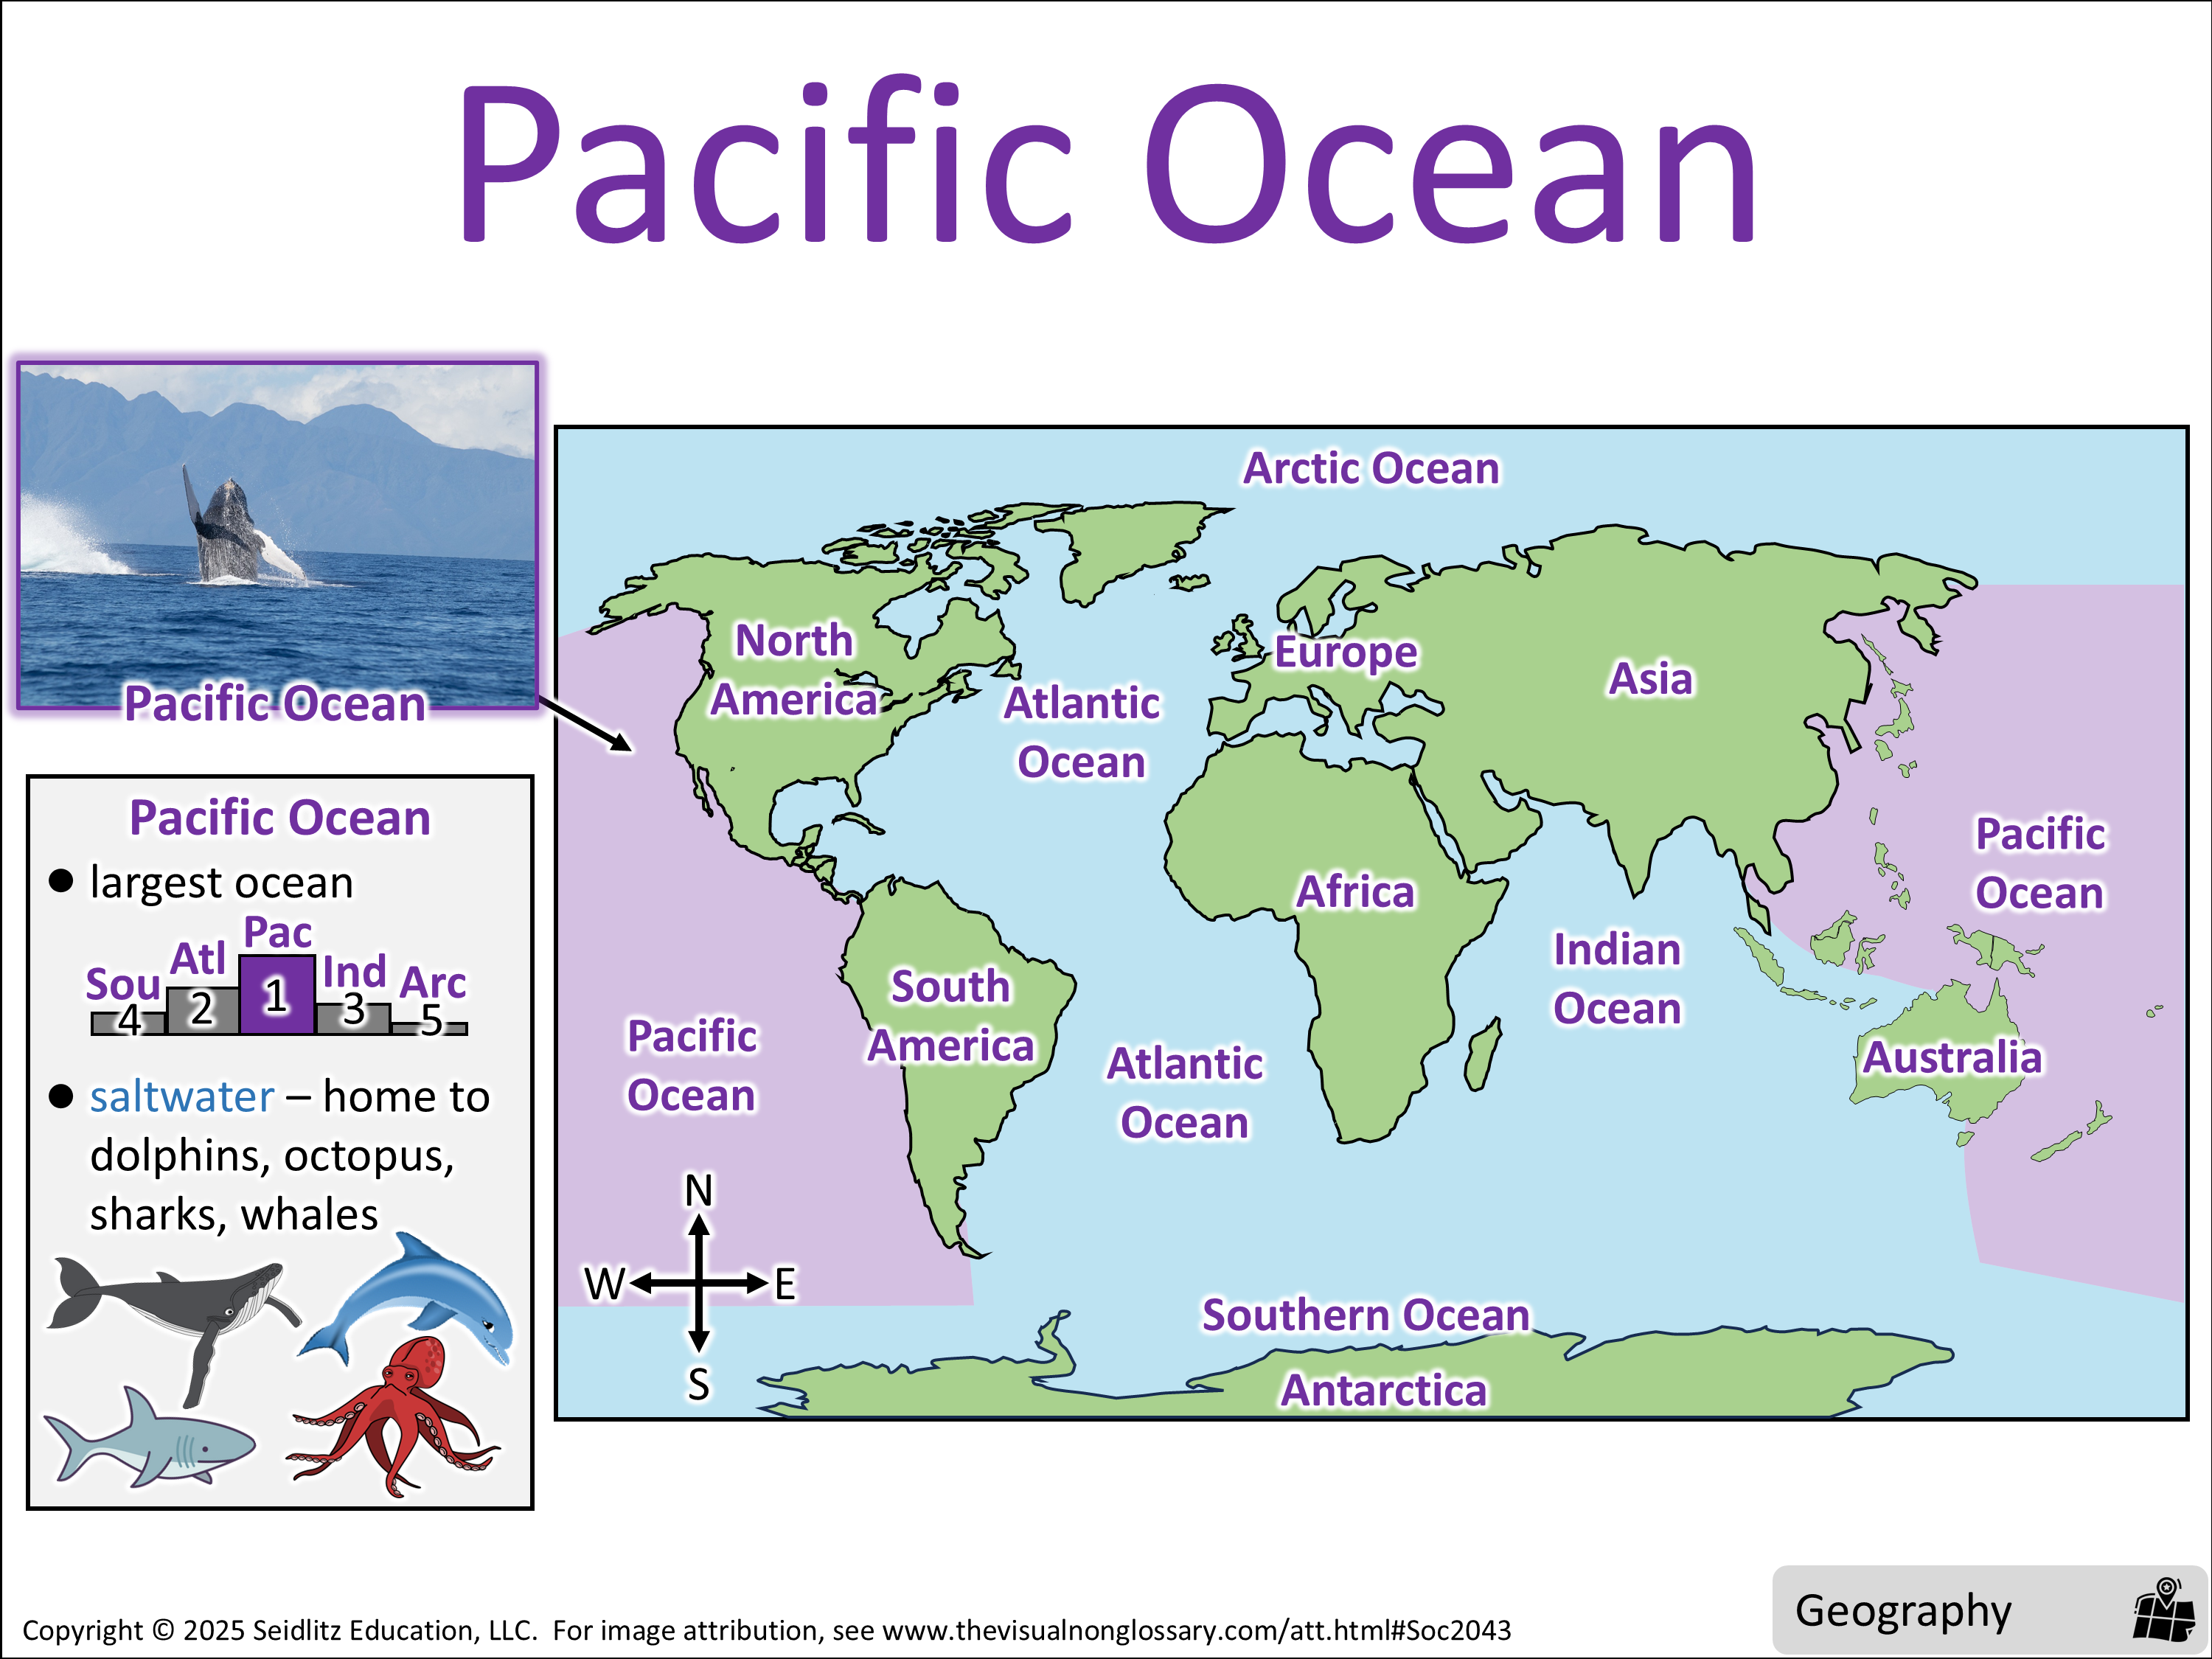 Pacific Ocean
Pacific Ocean
Pacific Ocean
● largest ocean
Pac
Atl
Ind
Sou
Arc
1
2
3
4
5
● saltwater – home to
dolphins, octopus,
sharks, whales
Arctic Ocean
North
America
Europe
Asia
Atlantic
Ocean
Pacific
Ocean
Africa
Indian
Ocean
South
America
Pacific
Ocean
Atlantic
Ocean
Australia
N
W E
S
Southern Ocean
Antarctica
Copyright © 2025 Seidlitz Education, LLC. For image attribution, see www.thevisualnonglossary.com/att.html#Soc2043
Geography